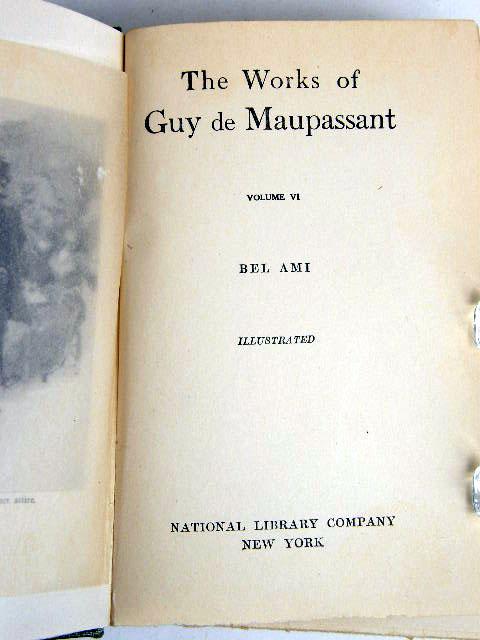 The Works of
Guy de Maupassant
VOLUME VI
BEL AMI
ILLUSTRATED
NATIONAL LIBRARY COMPANY
NEW YORK